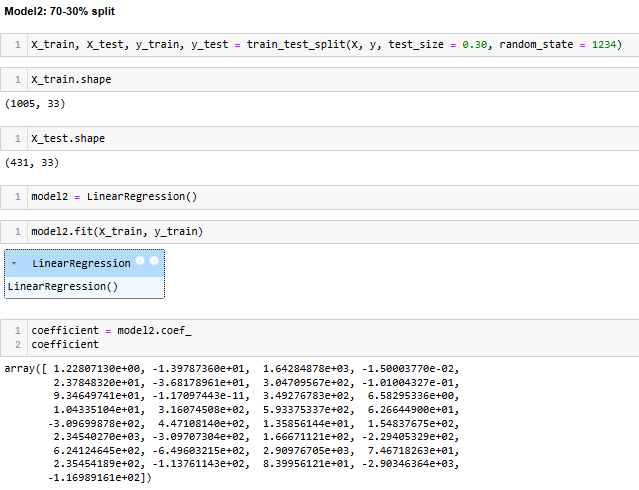 Model2: 70-30% split
1 X_train, X_test, y_train, y_test = train_test_split(X, y, test_size = 0.30, random_state = 1234)
1 X_train.shape
(1005, 33)
1 X_test.shape
(431, 33)
1 model2 = LinearRegression()
1 model2.fit(X_train, y_train)
LinearRegression
LinearRegression()
1 coefficient = model2.coef_
2 coefficient
array([ 1.22807130e+00, -1.39787360e+01, 1.64284878e+03, -1.50003770e-02,
2.37848320e+01, -3.68178961e+01, 3.04709567e+02, -1.01004327e-01,
9.34649741e+01, -1.17097443e-11, 3.49276783e+02, 6.58295336e+00,
1.04335104e+01, 3.16074508e+02, 5.93375337e+02, 6.26644900e+01,
-3.09699878e+02, 4.47108140e+02, 1.35856144e+01, 1.54837675e+02,
2.34540270e+03, -3.09707304e+02, 1.66671121e+02, -2.29405329e+02,
6.24124645e+02, -6.49603215e+02, 2.90976705e+03, 7.46718263e+01,
2.35454189e+02, -1.13761143e+02, 8.39956121e+01, -2.90346364e+03,
-1.16989161e+02])